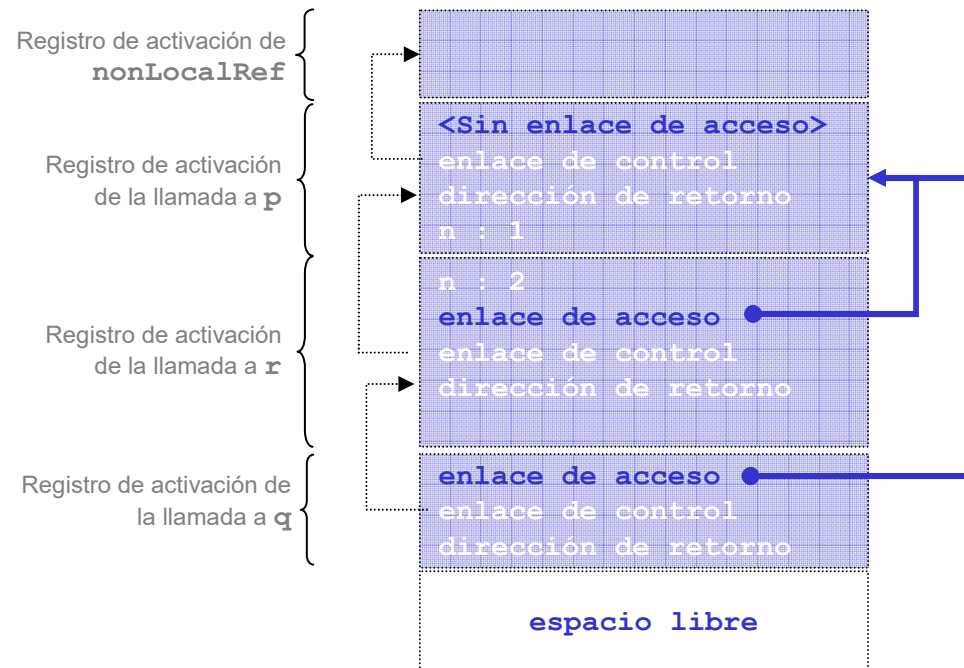 Registro de activación de
nonLocalRef
Registro de activación
de la llamada a p
<Sin enlace de acceso>
enlace de control
dirección de retorno
n : 1
Registro de activación
de la llamada a r
n : 2
enlace de acceso
enlace de control
dirección de retorno
Registro de activación de
la llamada a q
enlace de acceso
enlace de control
dirección de retorno
espacio libre